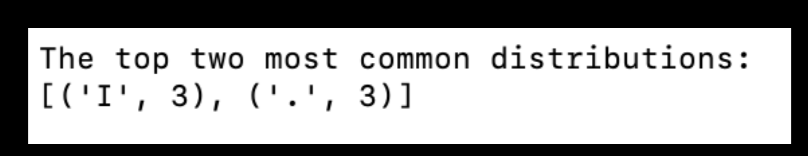 The top two most common distributions:
[('I', 3), ('.', 3)]